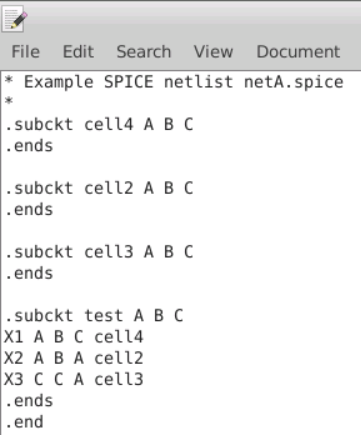 File Edit Search View Document
* Example SPICE netlist netA.spice
*
.subckt cell4 A B C
.ends
.subckt cell2 A B C
.ends
.subckt cell3 A B C
.ends
.subckt test A B C
X1 A B C cell4
X2 A B A cell2
X3 C C A cell3
.ends
.end